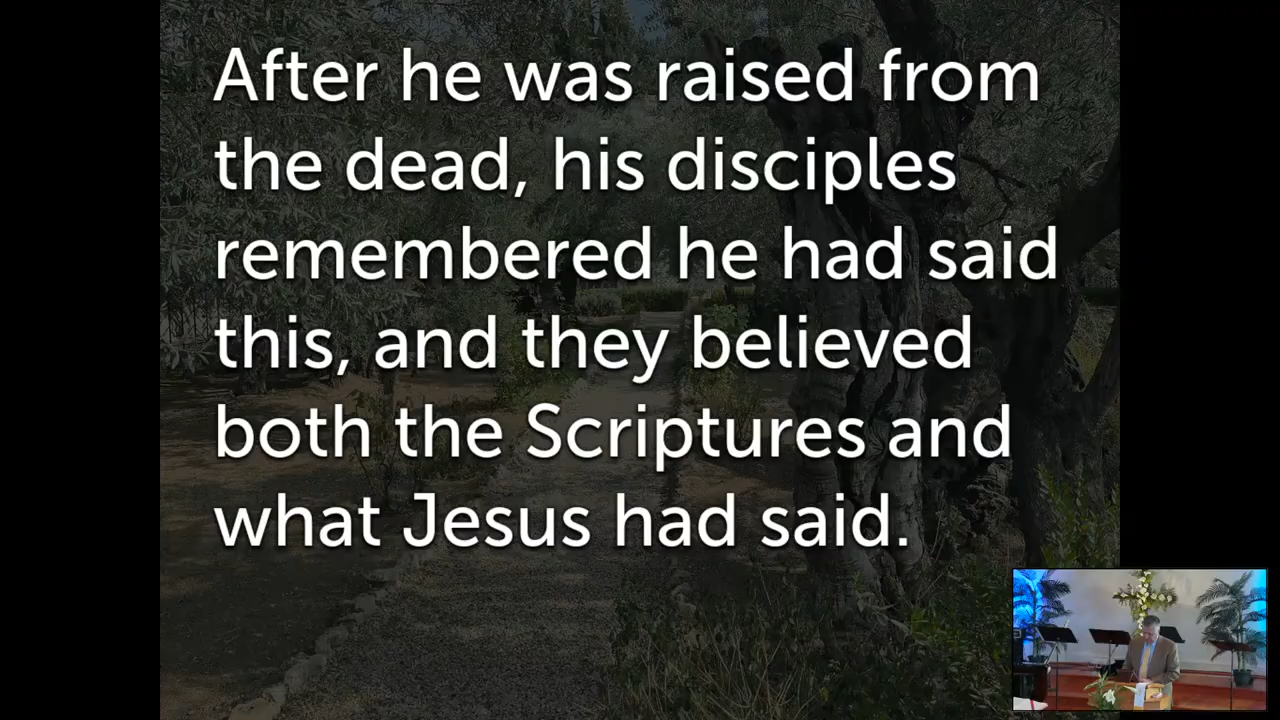 After he was raised from
the dead, his disciples
remembered he had said
this, and they believed
both the Scriptures and
what Jesus had said.